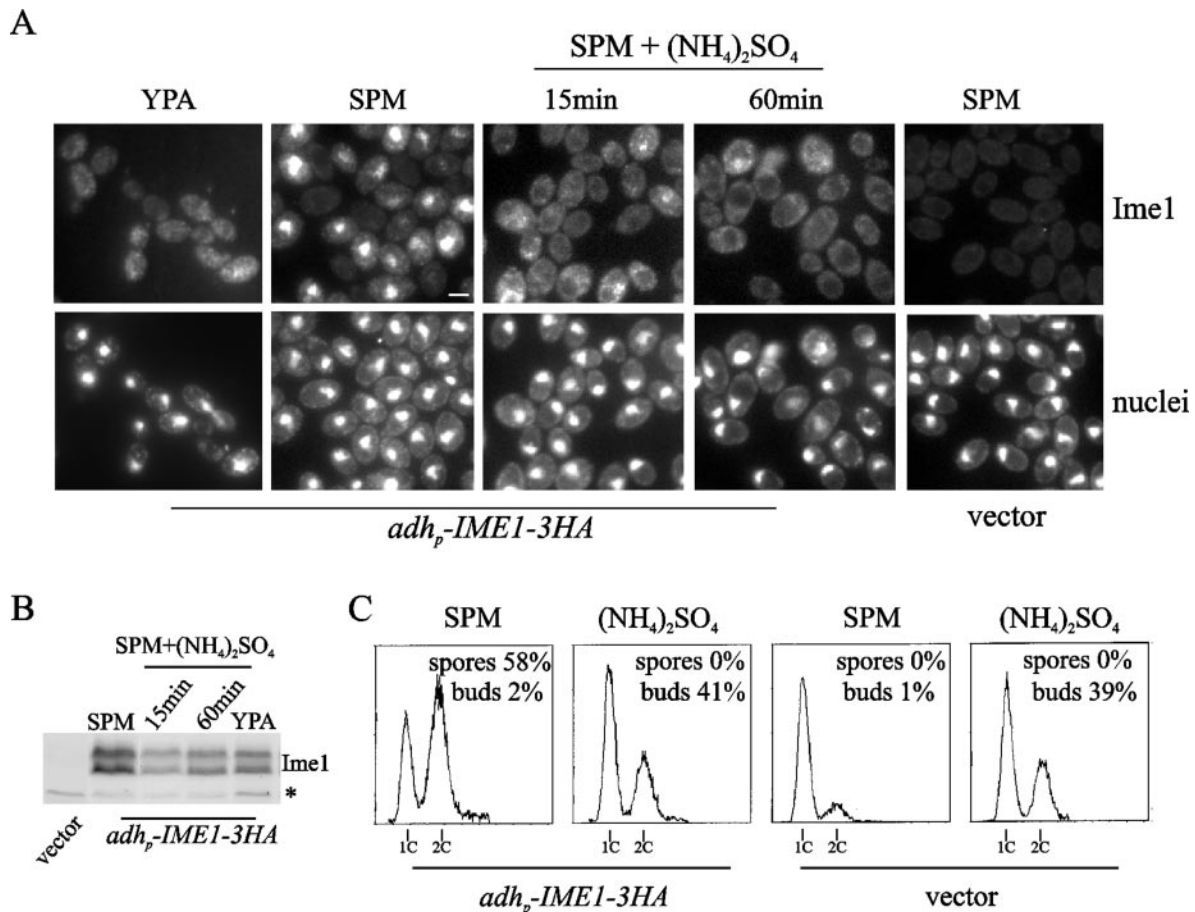 A
SPM + (NH₄)₂SO₄
YPA SPM 15min 60min SPM
Ime1
nuclei
adhₚ-IME1-3HA vector
B
SPM+(NH₄)₂SO₄
SPM 15min 60min YPA
Ime1
*
vector adhₚ-IME1-3HA
C
SPM (NH₄)₂SO₄ SPM (NH₄)₂SO₄
spores 58% spores 0% spores 0% spores 0%
buds 2% buds 41% buds 1% buds 39%
1C 2C 1C 2C 1C 2C 1C 2C
adhₚ-IME1-3HA vector